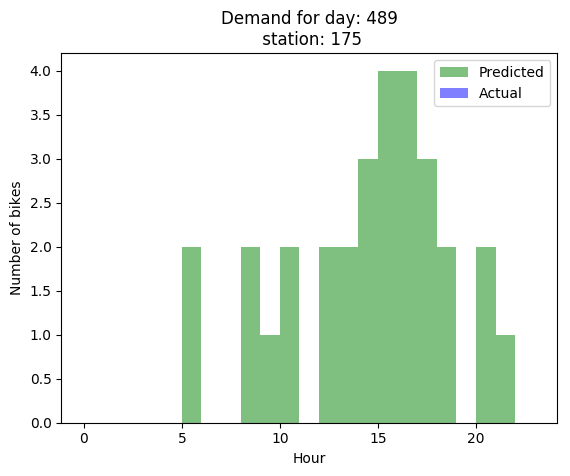 Demand for day: 489
station: 175
Predicted
Actual
4.0
3.5
3.0
2.5
2.0
1.5
1.0
0.5
0.0
Number of bikes
0 5 10 15 20
Hour